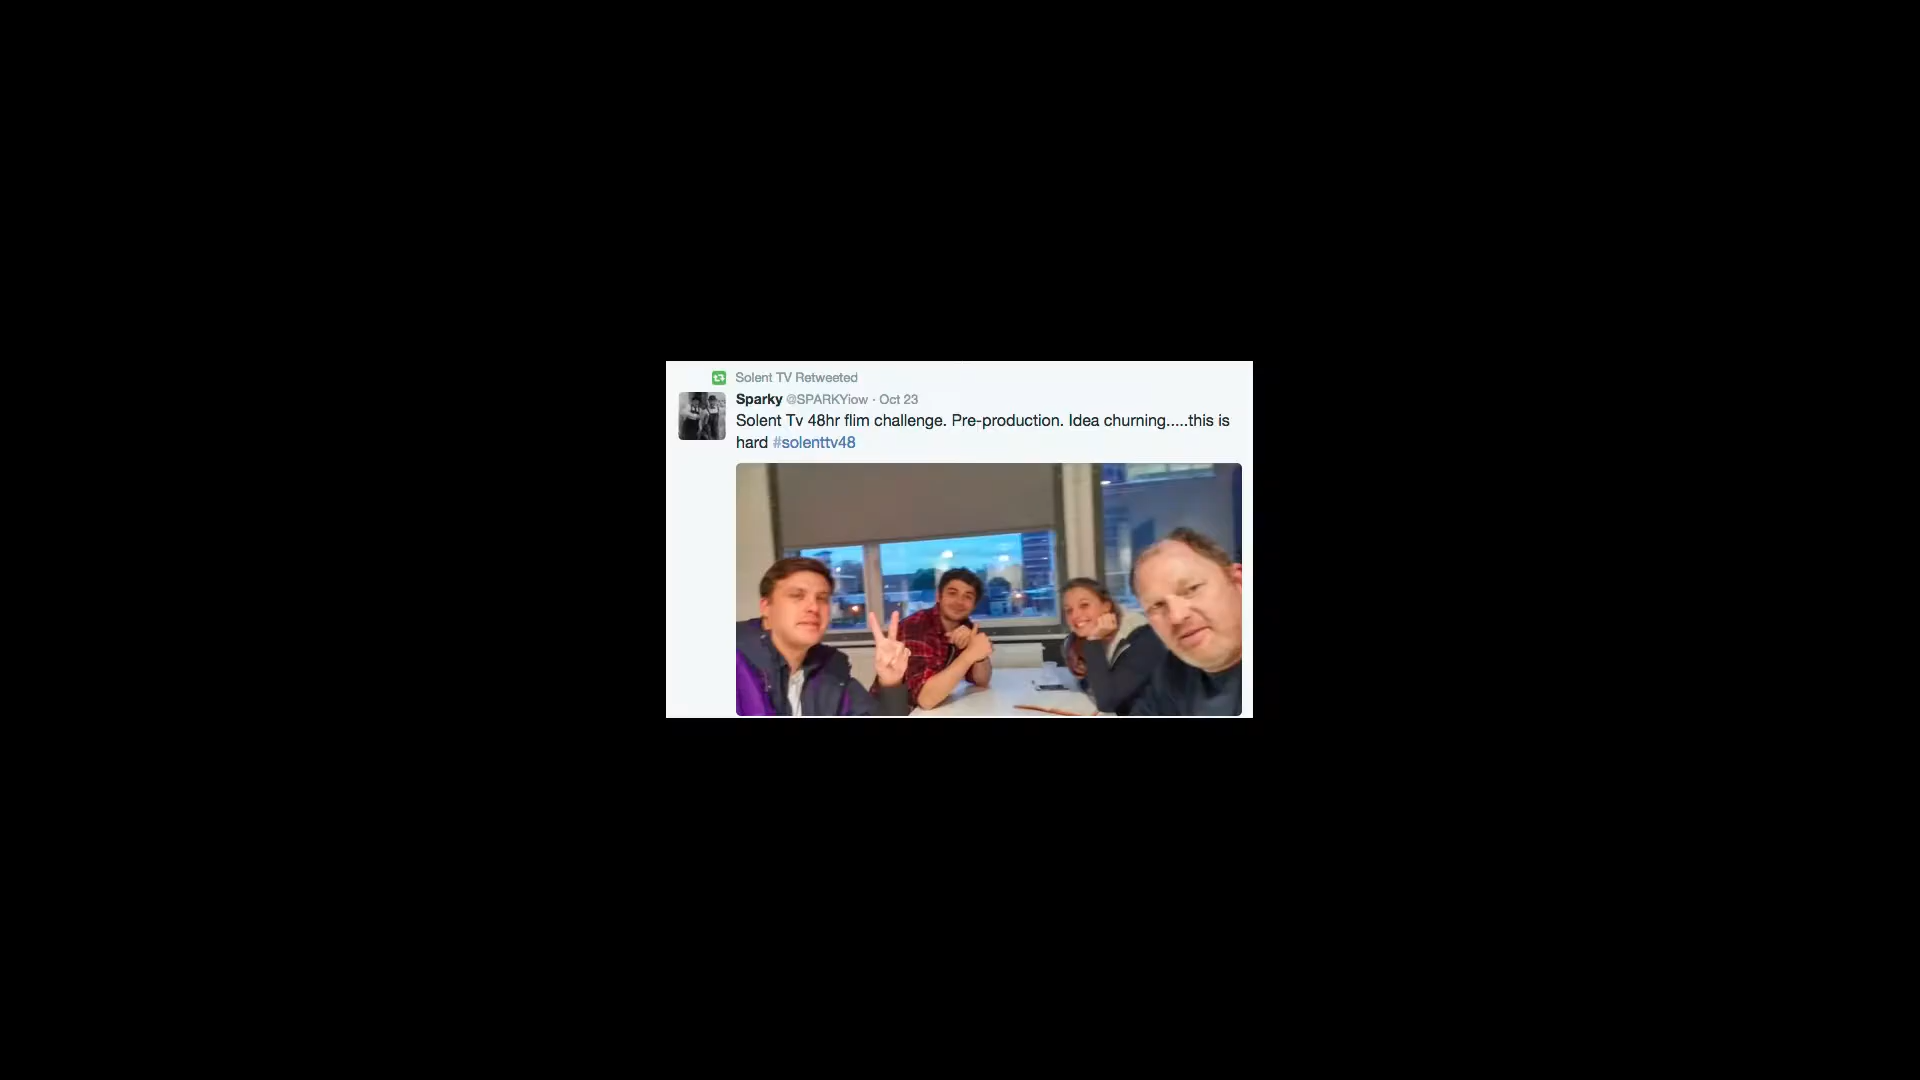 Solent TV Retweeted
Sparky @SPARKYiow · Oct 23
Solent Tv 48hr flim challenge. Pre-production. Idea churning.....this is
hard #solenttv48